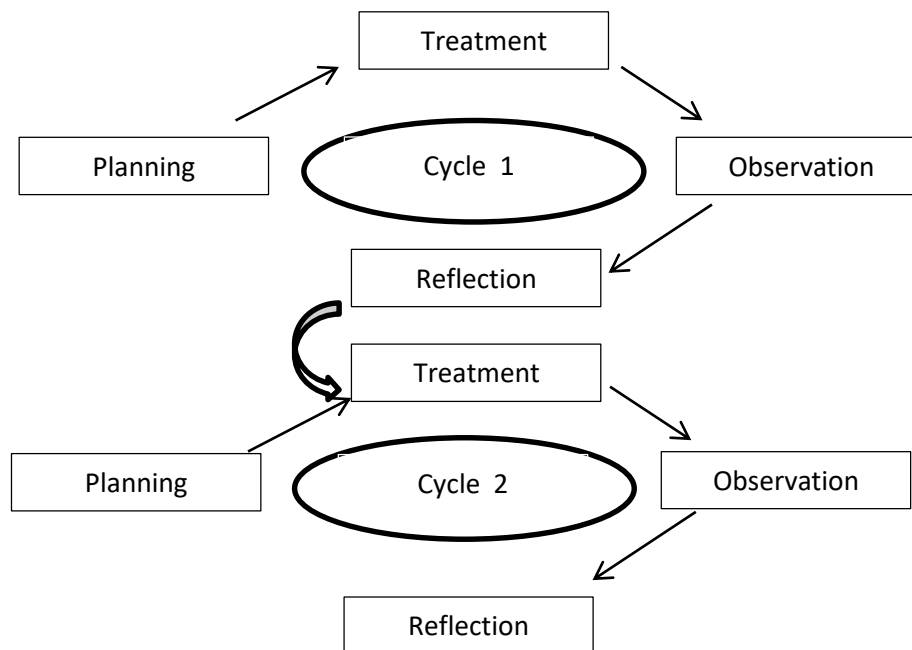 Treatment
Planning
Cycle 1
Observation
Reflection
Treatment
Planning
Cycle 2
Observation
Reflection